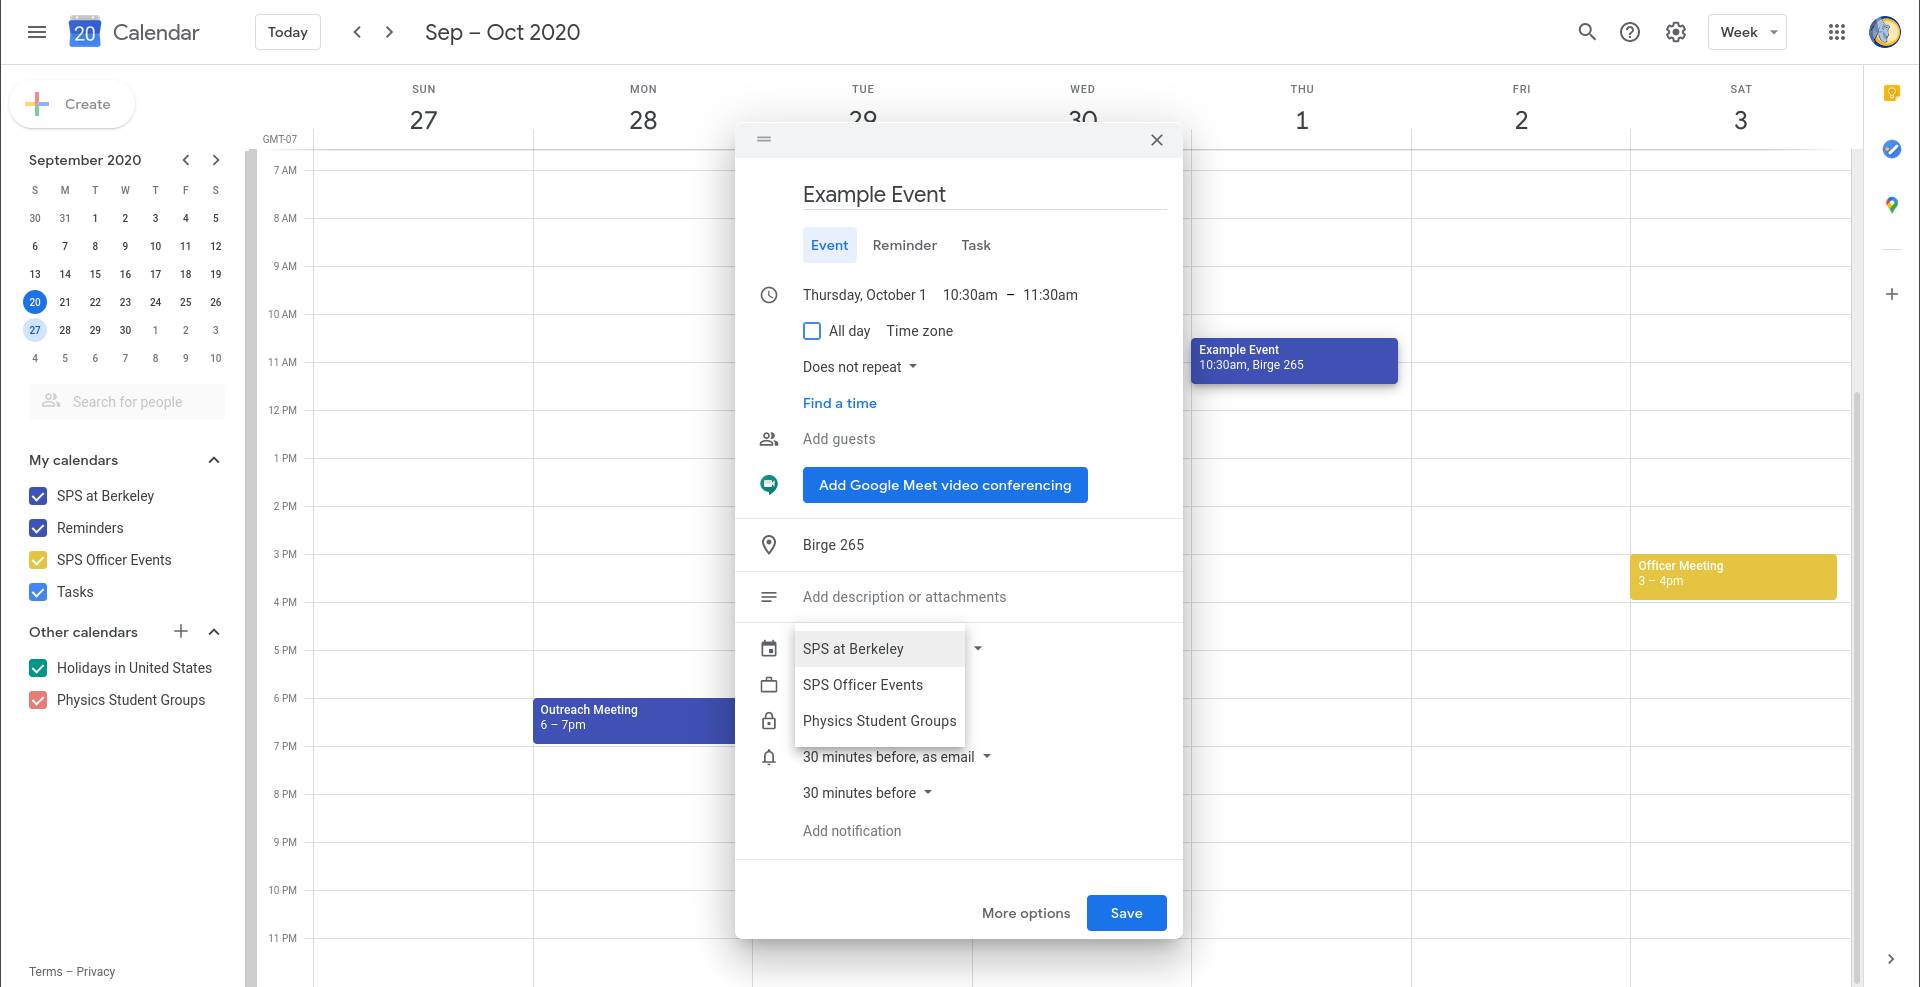 20 Calendar Today Sep – Oct 2020 Week
Create
SUN MON TUE WED THU FRI SAT
27 28 29 30 1 2 3
GMT-07
September 2020
S M T W T F S
30 31 1 2 3 4 5
6 7 8 9 10 11 12
13 14 15 16 17 18 19
20 21 22 23 24 25 26
27 28 29 30 1 2 3
4 5 6 7 8 9 10
Search for people
My calendars
SPS at Berkeley
Reminders
SPS Officer Events
Tasks
Other calendars
Holidays in United States
Physics Student Groups
Terms – Privacy
7 AM
8 AM
9 AM
10 AM
11 AM
12 PM
1 PM
2 PM
3 PM
4 PM
5 PM
6 PM
7 PM
8 PM
9 PM
10 PM
11 PM
Outreach Meeting
6 – 7pm
Example Event
Event Reminder Task
Thursday, October 1 10:30am – 11:30am
All day Time zone
Does not repeat
Find a time
Add guests
Add Google Meet video conferencing
Birge 265
Add description or attachments
SPS at Berkeley
SPS Officer Events
Physics Student Groups
30 minutes before, as email
30 minutes before
Add notification
More options Save
Example Event
10:30am, Birge 265
Officer Meeting
3 – 4pm